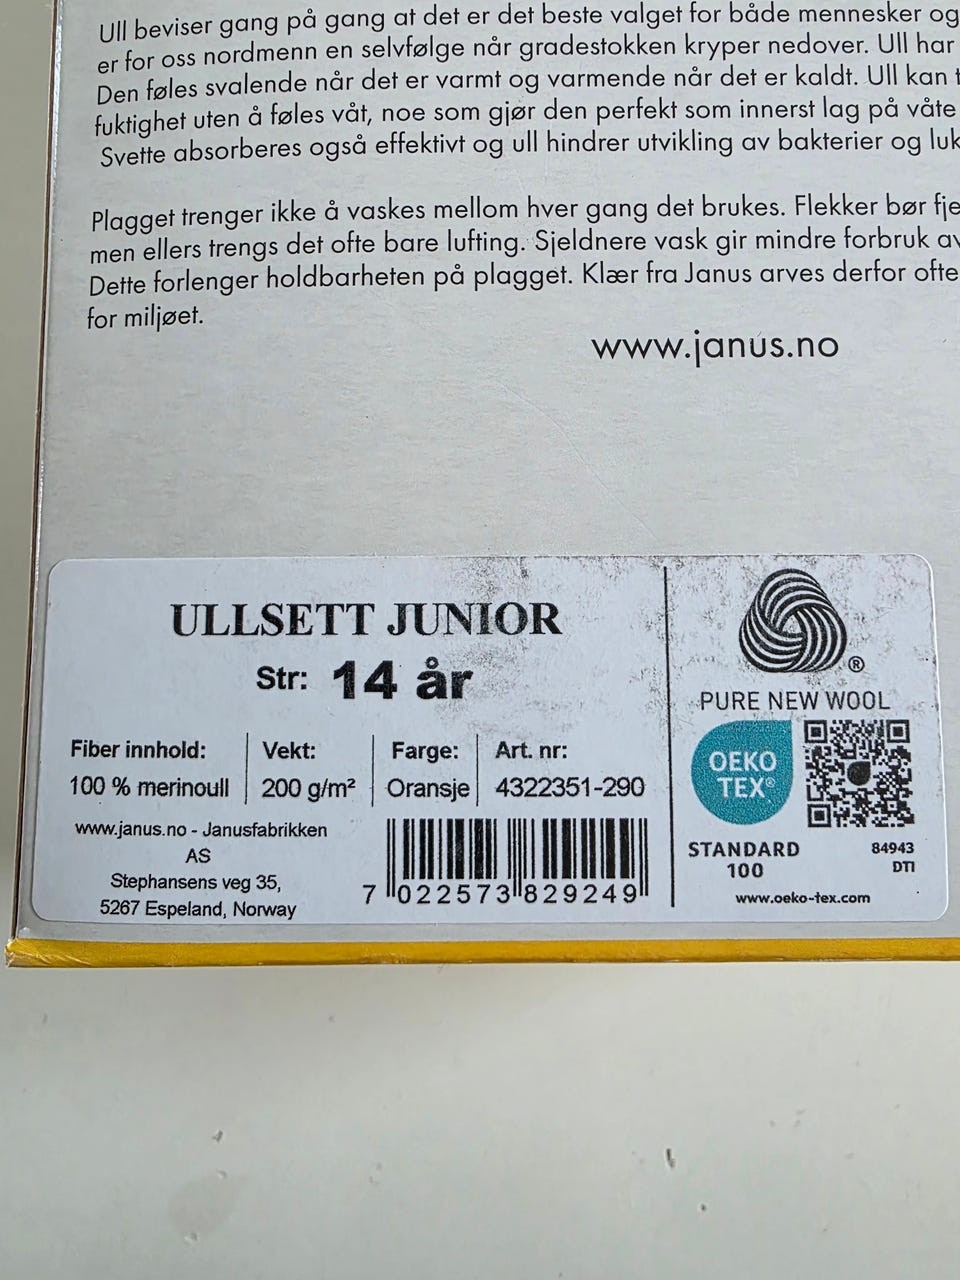 Ull beviser gang på gang at det er det beste valget for både mennesker og
er for oss nordmenn en selvfølge når gradestokken kryper nedover. Ull har
Den føles svalende når det er varmt og varmende når det er kaldt. Ull kan
fuktighet uten å føles våt, noe som gjør den perfekt som innerst lag på våte
Svette absorberes også effektivt og ull hindrer utvikling av bakterier og luk
Plagget trenger ikke å vaskes mellom hver gang det brukes. Flekker bør fje
men ellers trengs det ofte bare lufting. Sjeldnere vask gir mindre forbruk av
Dette forlenger holdbarheten på plagget. Klær fra Janus arves derfor ofte
for miljøet.
www.janus.no
ULLSETT JUNIOR
Str: 14 år
Fiber innhold:
100 % merinoull
Vekt:
200 g/m²
Farge:
Oransje
Art. nr:
4322351-290
www.janus.no - Janusfabrikken
AS
Stephansens veg 35,
5267 Espeland, Norway
7 022573 829249
®
PURE NEW WOOL
OEKO
TEX®
STANDARD
100
84943
DTI
www.oeko-tex.com